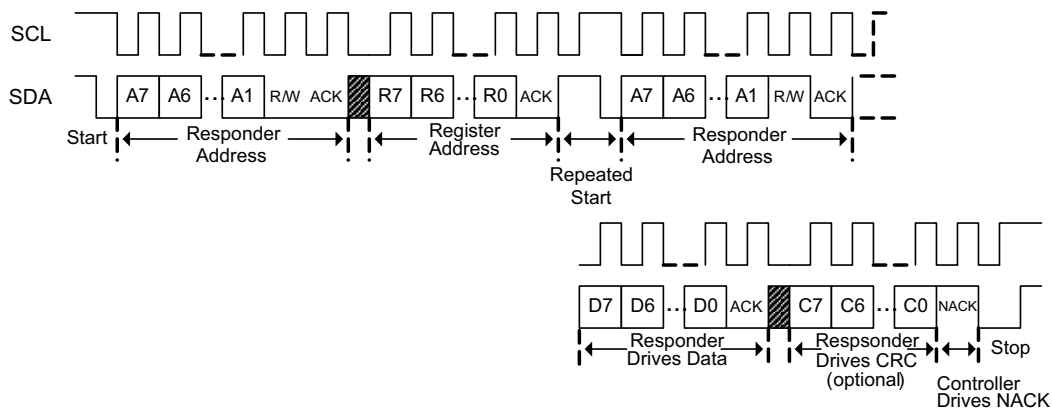 SCL
SDA
A7 A6 ... A1 R/W ACK R7 R6 ... R0 ACK A7 A6 ... A1 R/W ACK
Start
Responder
Address
Register
Address
Repeated
Start
Responder
Address
D7 D6 ... D0 ACK C7 C6 ... C0 NACK
Responder
Drives Data
Respsonder
Drives CRC
(optional)
Stop
Controller
Drives NACK